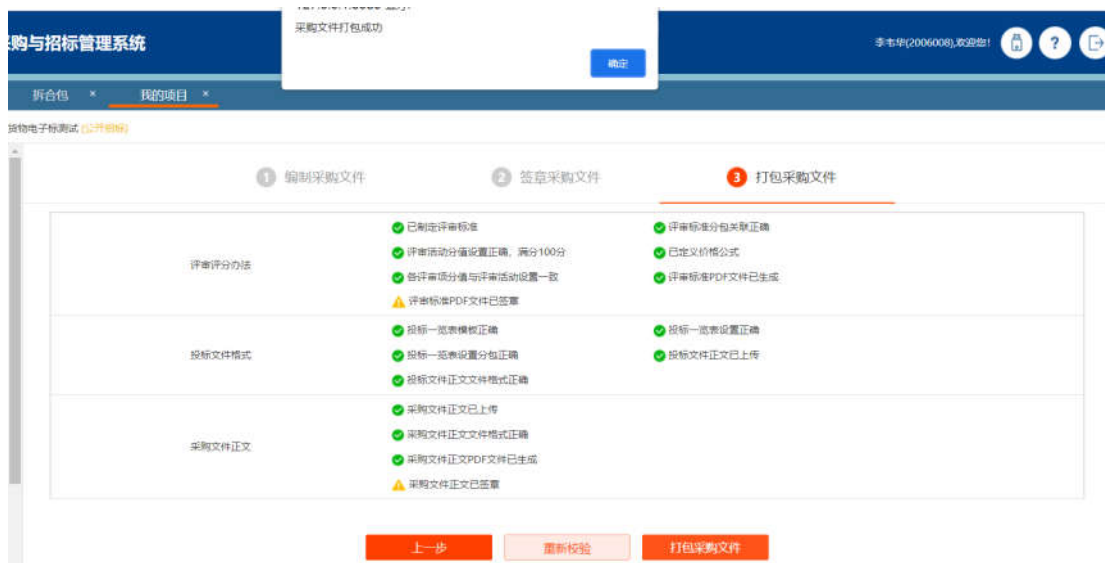 采购文件打包成功
确定
购与招标管理系统
李韦华(2006008),欢迎您!
?
拆合包 ×
我的项目 ×
货物电子标测试 (公开招标)
1 编制采购文件
2 签章采购文件
3 打包采购文件
评审评分办法
已制定评审标准
评审标准分包关联正确
评审活动分值设置正确，满分100分
已定义价格公式
各评审项分值与评审活动设置一致
评审标准PDF文件已生成
评审标准PDF文件已签章
投标文件格式
投标一览表模板正确
投标一览表设置正确
投标一览表设置分包正确
投标文件正文已上传
投标文件正文文件格式正确
采购文件正文
采购文件正文已上传
采购文件正文文件格式正确
采购文件正文PDF文件已生成
采购文件正文已签章
上一步
重新校验
打包采购文件